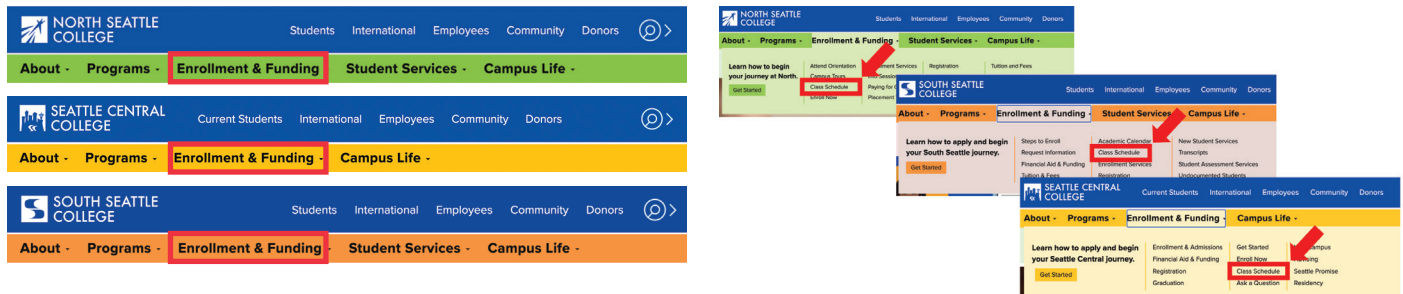 NORTH SEATTLE
COLLEGE
Students International Employees Community Donors
About Programs Enrollment & Funding Student Services Campus Life
SEATTLE CENTRAL
COLLEGE
Current Students International Employees Community Donors
About Programs Enrollment & Funding Campus Life
SOUTH SEATTLE
COLLEGE
Students International Employees Community Donors
About Programs Enrollment & Funding Student Services Campus Life
NORTH SEATTLE
COLLEGE
Students International Employees Community Donors
About Programs Enrollment & Funding Student Services Campus Life
Learn how to begin
your journey at North.
Get Started
Attend Orientation Services Registration Tuition and Fees
Campus Tours
Class Schedule Paying for
Enroll Now Placement
SOUTH SEATTLE
COLLEGE
Students International Employees Community Donors
About Programs Enrollment & Funding Student Services Campus Life
Learn how to apply and begin
your South Seattle journey.
Get Started
Steps to Enroll Academic Calendar New Student Services
Request Information Class Schedule Transcripts
Financial Aid & Funding Enrollment Services Student Assessment Services
Tuition & Fees Registration Undocumented Students
SEATTLE CENTRAL
COLLEGE
Current Students International Employees Community Donors
About Programs Enrollment & Funding Campus Life
Learn how to apply and begin
your Seattle Central journey.
Get Started
Enrollment & Admissions Get Started
Financial Aid & Funding Enroll Now
Registration Class Schedule Seattle Promise
Graduation Ask a Question Residency